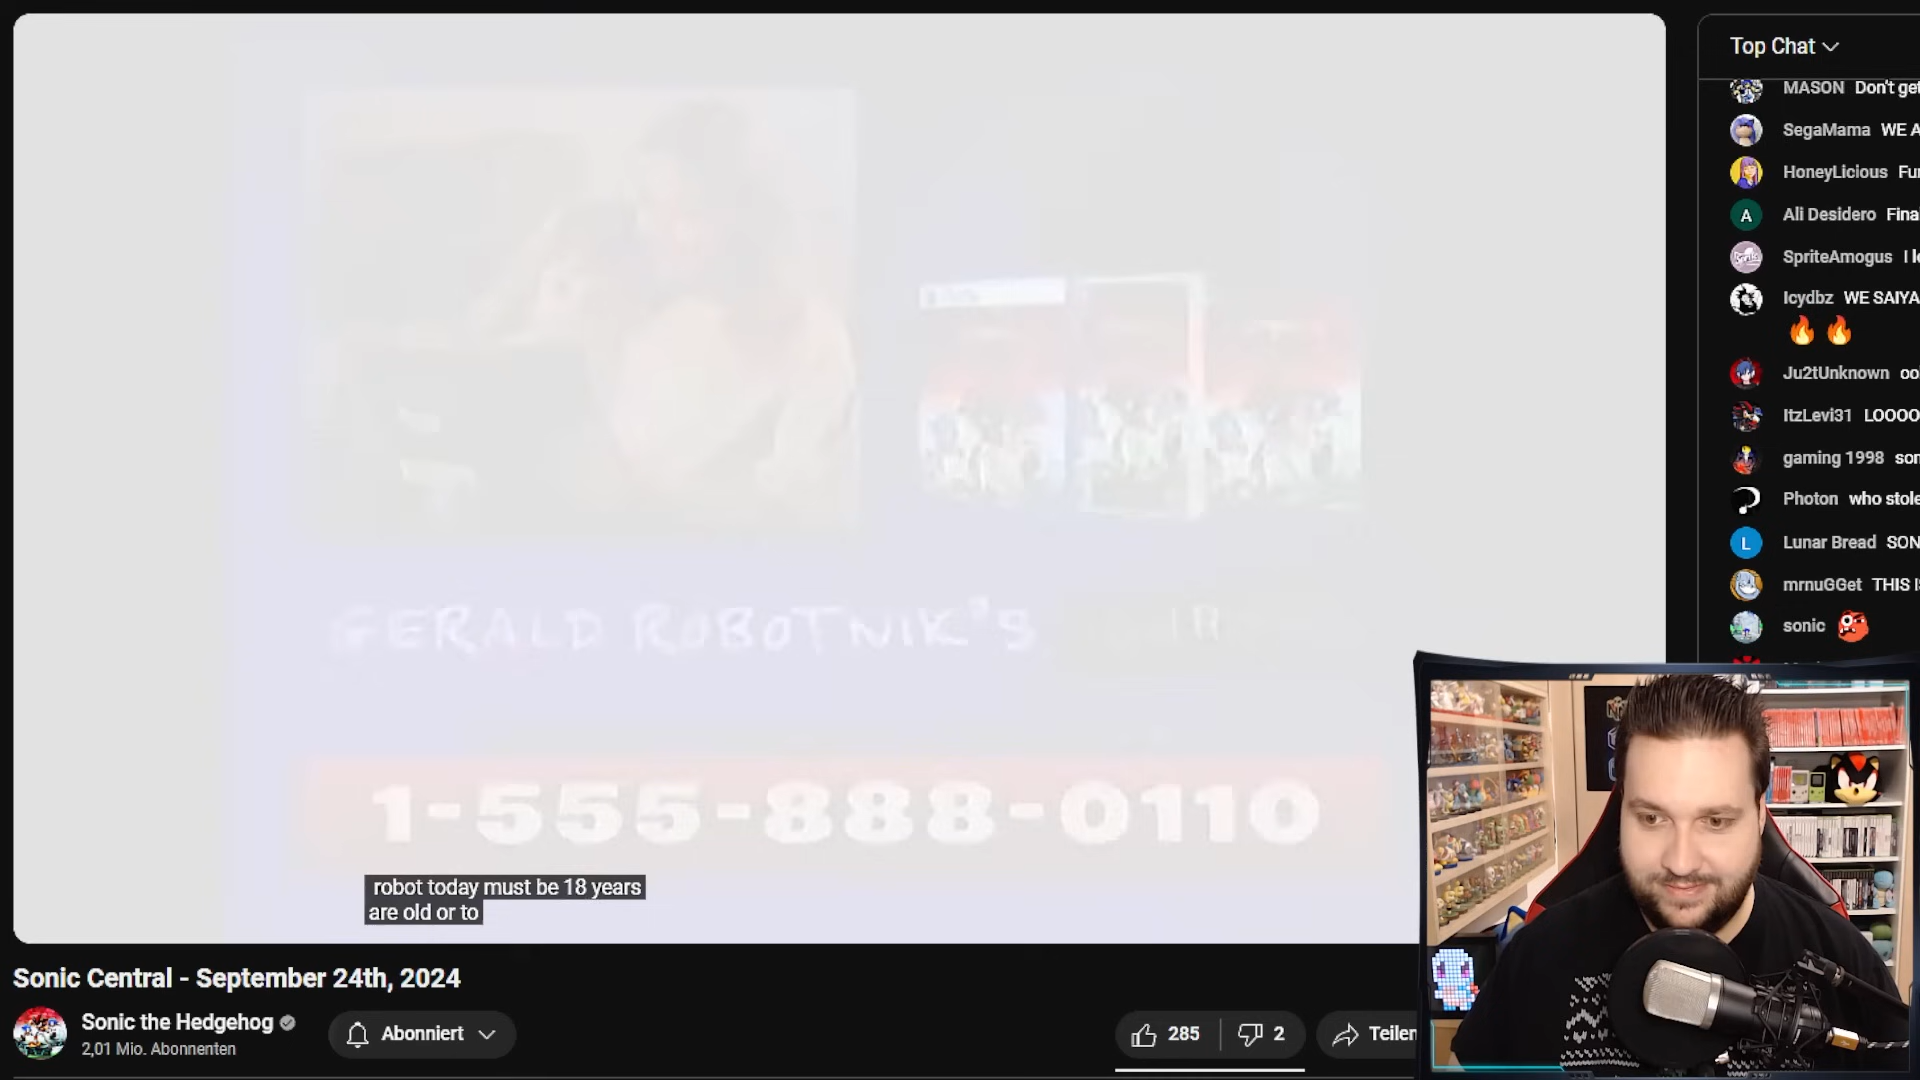 GERALD ROBOTNIK'S
1-555-888-0110
robot today must be 18 years
are old or to
Sonic Central - September 24th, 2024
Sonic the Hedgehog
2,01 Mio. Abonnenten
Abonniert
285
2
Teilen
Top Chat
MASON Don't get
SegaMama WE A
HoneyLicious Fu
A
Ali Desidero Fina
SpriteAmogus I l
Icydbz WE SAIYA
Ju2tUnknown oo
ItzLevi31 LOOOO
gaming 1998 son
Photon who stole
L
Lunar Bread SON
mrnuGGet THIS I
sonic